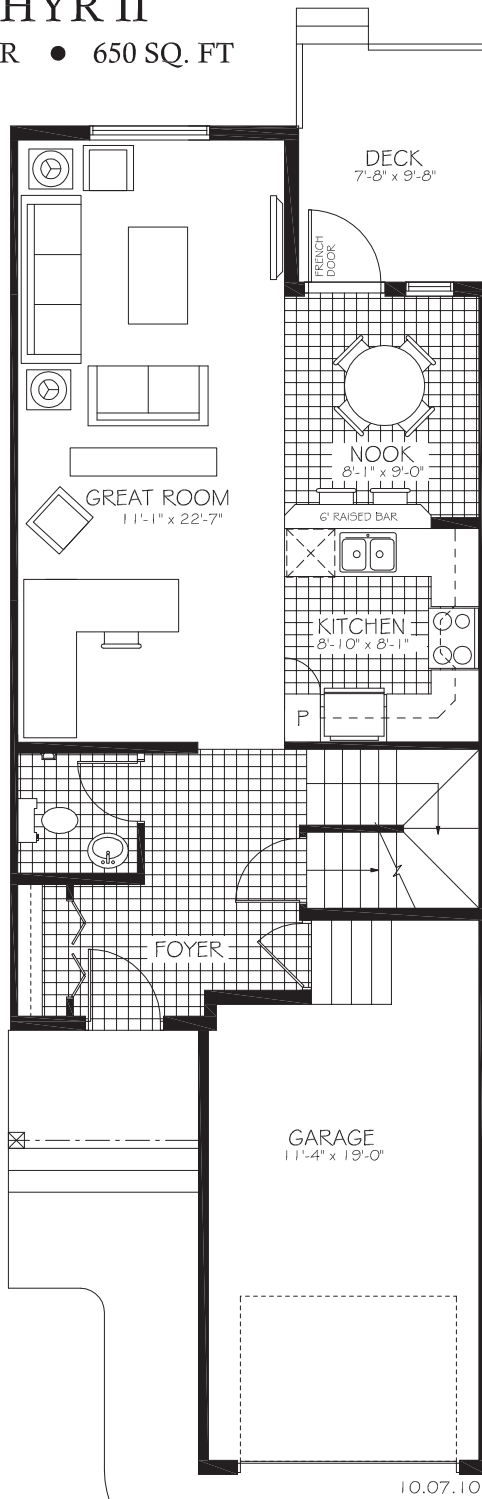 HYR II
R • 650 SQ. FT
DECK
7'-8" x 9'-8"
FRENCH
DOOR
NOOK
8'-1" x 9'-0"
GREAT ROOM
11'-1" x 22'-7"
6' RAISED BAR
KITCHEN
8'-10" x 8'-1"
P
FOYER
GARAGE
11'-4" x 19'-0"
10.07.10